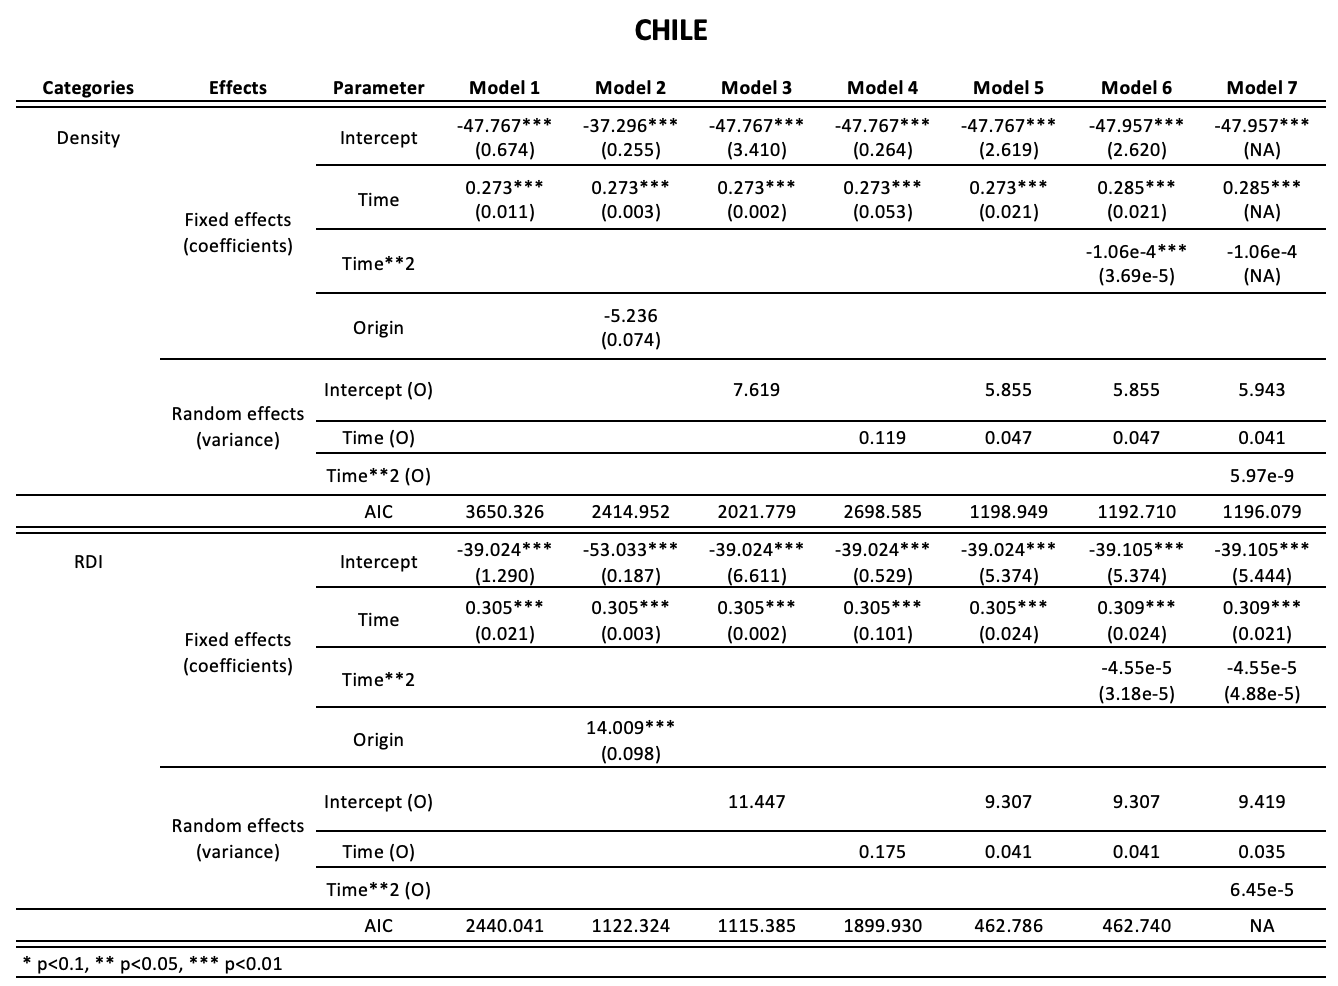 CHILE
Categories Effects Parameter Model 1 Model 2 Model 3 Model 4 Model 5 Model 6 Model 7
Density
Fixed effects
(coefficients)
Intercept -47.767*** -37.296*** -47.767*** -47.767*** -47.767*** -47.957*** -47.957***
(0.674) (0.255) (3.410) (0.264) (2.619) (2.620) (NA)
Time 0.273*** 0.273*** 0.273*** 0.273*** 0.273*** 0.285*** 0.285***
(0.011) (0.003) (0.002) (0.053) (0.021) (0.021) (NA)
Time**2 -1.06e-4*** -1.06e-4
(3.69e-5) (NA)
Origin -5.236
(0.074)
Random effects
(variance)
Intercept (O) 7.619 5.855 5.855 5.943
Time (O) 0.119 0.047 0.047 0.041
Time**2 (O) 5.97e-9
AIC 3650.326 2414.952 2021.779 2698.585 1198.949 1192.710 1196.079
RDI
Fixed effects
(coefficients)
Intercept -39.024*** -53.033*** -39.024*** -39.024*** -39.024*** -39.105*** -39.105***
(1.290) (0.187) (6.611) (0.529) (5.374) (5.374) (5.444)
Time 0.305*** 0.305*** 0.305*** 0.305*** 0.305*** 0.309*** 0.309***
(0.021) (0.003) (0.002) (0.101) (0.024) (0.024) (0.021)
Time**2 -4.55e-5 -4.55e-5
(3.18e-5) (4.88e-5)
Origin 14.009***
(0.098)
Random effects
(variance)
Intercept (O) 11.447 9.307 9.307 9.419
Time (O) 0.175 0.041 0.041 0.035
Time**2 (O) 6.45e-5
AIC 2440.041 1122.324 1115.385 1899.930 462.786 462.740 NA
* p<0.1, ** p<0.05, *** p<0.01